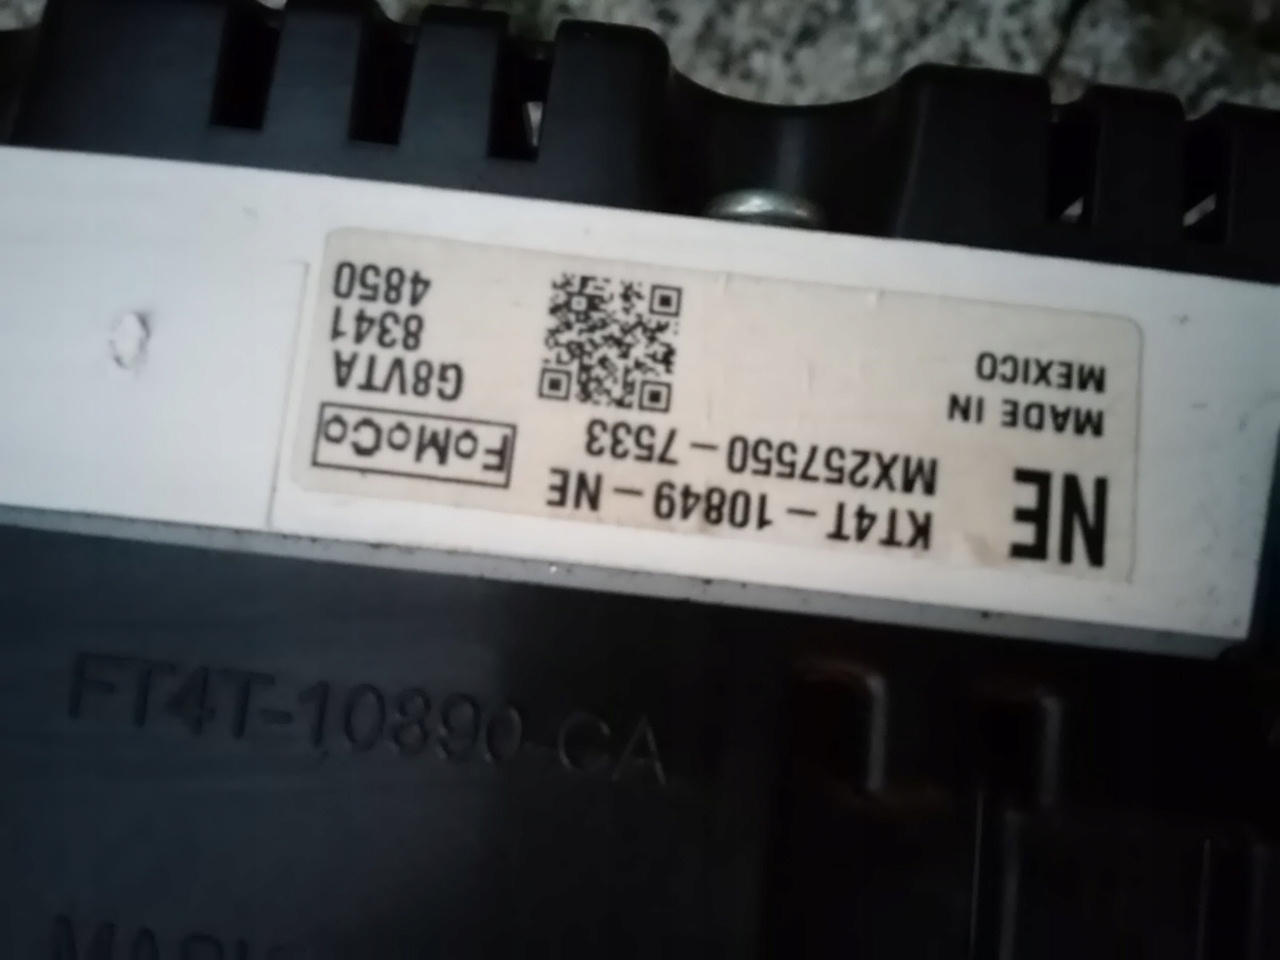 NE
KT4T-10849-NE
MX257550-7533
MADE IN
MEXICO
FoMoCo
G8VTA
8341
4850
FT4T-10890-CA